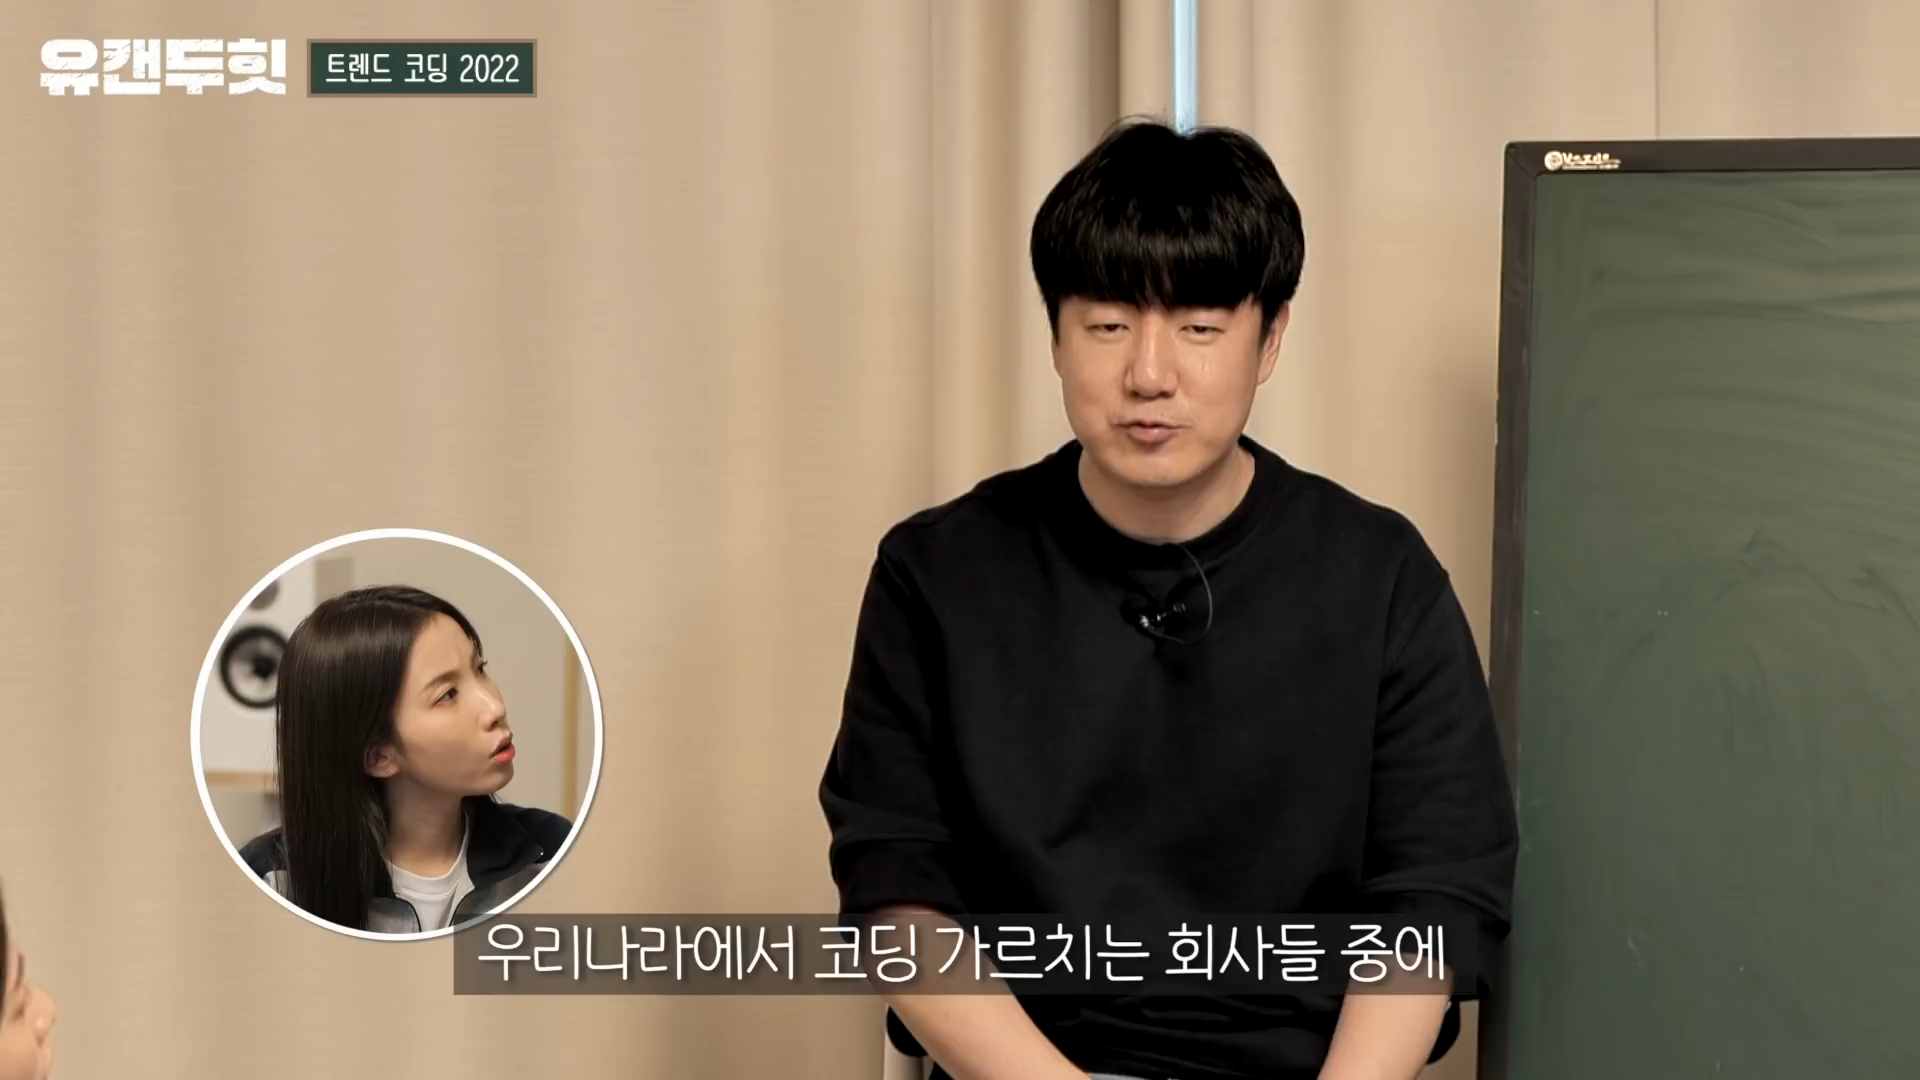 유캔두힛
트렌드 코딩 2022
우리나라에서 코딩 가르치는 회사들 중에